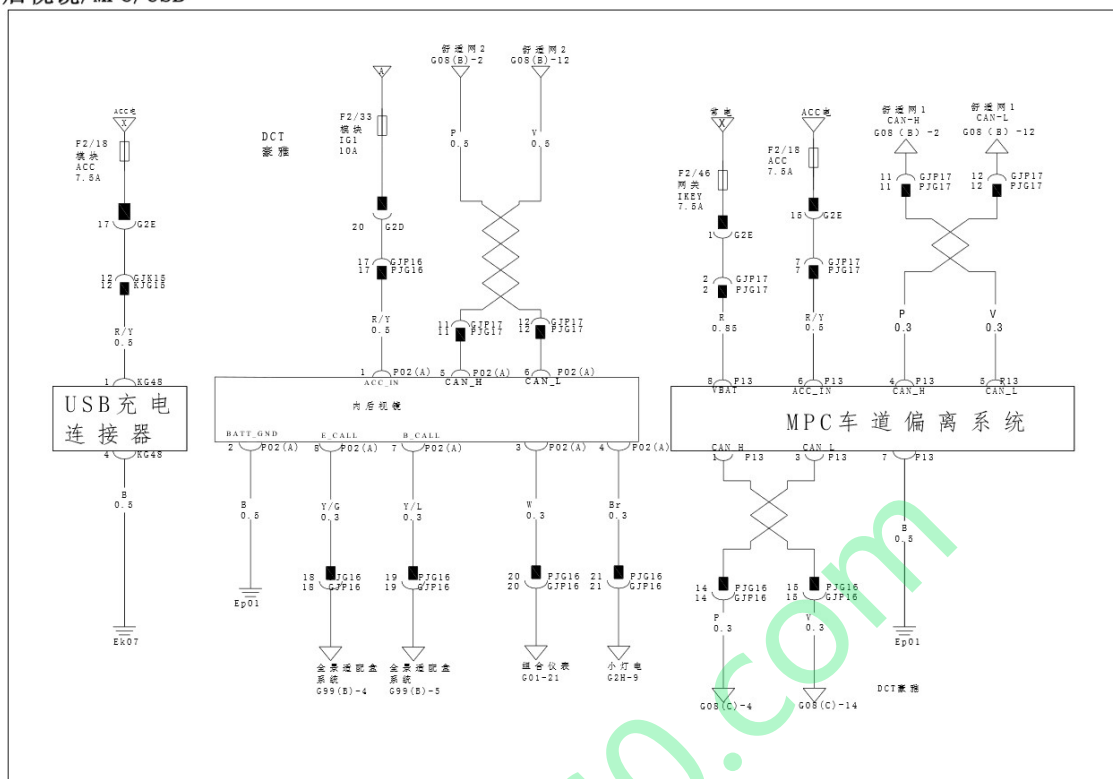 ACC电
X
F2/18
模块
ACC
7.5A
17 G2E
12 GJK15
12 KJG15
R/Y
0.5
1 KG48
USB充电
连接器
4 KG48
B
0.5
Ek07
DCT
豪雅
A
F2/33
模块
IG1
10A
20 G2D
17 GJP16
17 PJG16
R/Y
0.5
舒适网2
G08(B)-2
舒适网2
G08(B)-12
P
0.5
V
0.5
11 GJP17
11 PJG17
12 GJP17
12 PJG17
1 P02(A)
ACC_IN
5 P02(A)
CAN_H
6 P02(A)
CAN_L
内后视镜
BATT_GND
E_CALL
B_CALL
2 P02(A)
8 P02(A)
7 P02(A)
3 P02(A)
4 P02(A)
B
0.5
Y/G
0.3
Y/L
0.3
W
0.3
Br
0.3
Ep01
18 PJG16
18 GJP16
19 PJG16
19 GJP16
20 PJG16
20 GJP16
21 PJG16
21 GJP16
全景适配盒
系统
G99(B)-4
全景适配盒
系统
G99(B)-5
组合仪表
G01-21
小灯电
G2H-9
常电
X
F2/46
网关
IKEY
7.5A
1 G2E
2 GJP17
2 PJG17
R
0.85
ACC电
F2/18
ACC
7.5A
15 G2E
7 GJP17
7 PJG17
R/Y
0.5
舒适网1
CAN-H
G08(B)-2
舒适网1
CAN-L
G08(B)-12
11 GJP17
11 PJG17
12 GJP17
12 PJG17
P
0.3
V
0.3
8 P13
VBAT
6 P13
ACC_IN
4 P13
CAN_H
5 P13
CAN_L
MPC车道偏离系统
CAN_H
1 P13
CAN_L
3 P13
7 P13
B
0.5
14 PJG16
14 GJP16
15 PJG16
15 GJP16
P
0.3
V
0.3
Ep01
G08(C)-4
G08(C)-14
DCT豪雅
0.com